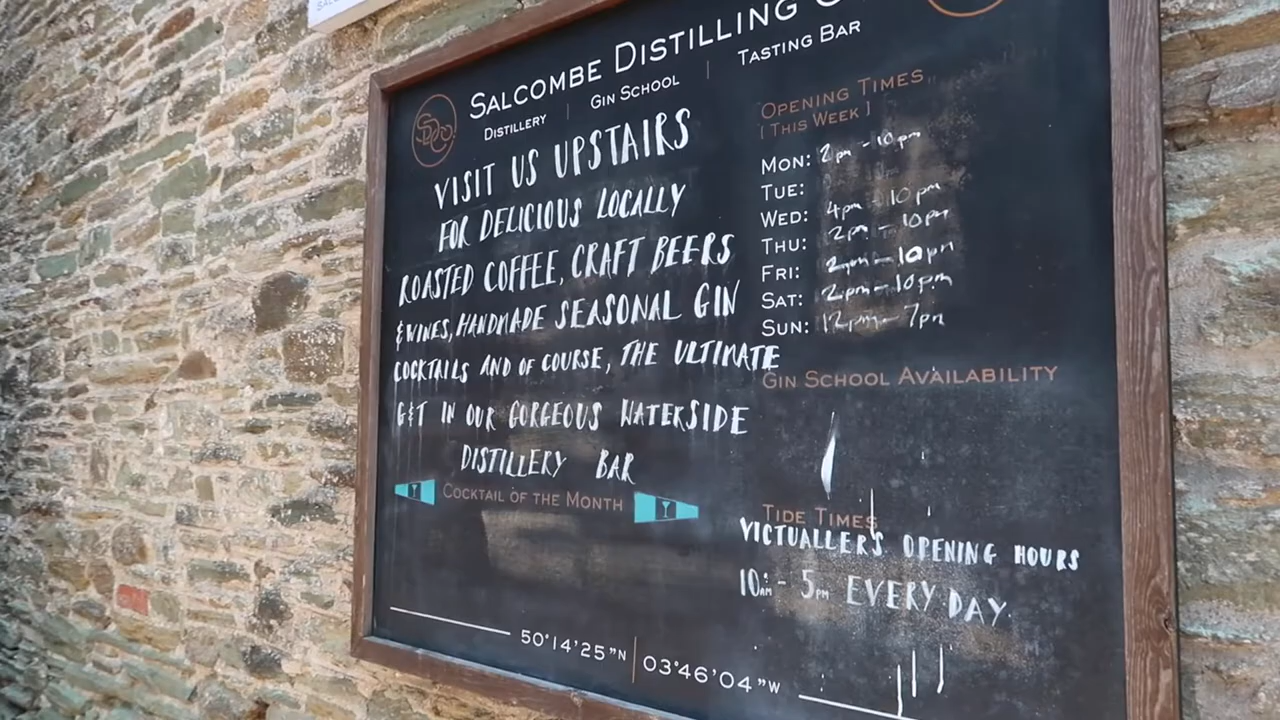 SALCOMBE DISTILLING
DISTILLERY | GIN SCHOOL | TASTING BAR
VISIT US UPSTAIRS
FOR DELICIOUS LOCALLY
ROASTED COFFEE, CRAFT BEERS
& WINES, HANDMADE SEASONAL GIN
COCKTAILS AND OF COURSE, THE ULTIMATE
G&T IN OUR GORGEOUS WATERSIDE
DISTILLERY BAR
COCKTAIL OF THE MONTH
OPENING TIMES
[THIS WEEK]
MON: 2pm - 10pm
TUE:
WED: 4pm - 10pm
THU: 2pm - 10pm
FRI: 2pm - 10pm
SAT: 2pm - 10pm
SUN: 12pm - 7pm
GIN SCHOOL AVAILABILITY
TIDE TIMES
VICTUALLERS OPENING HOURS
10AM - 5PM EVERY DAY.
50°14'25"N | 03°46'04"W